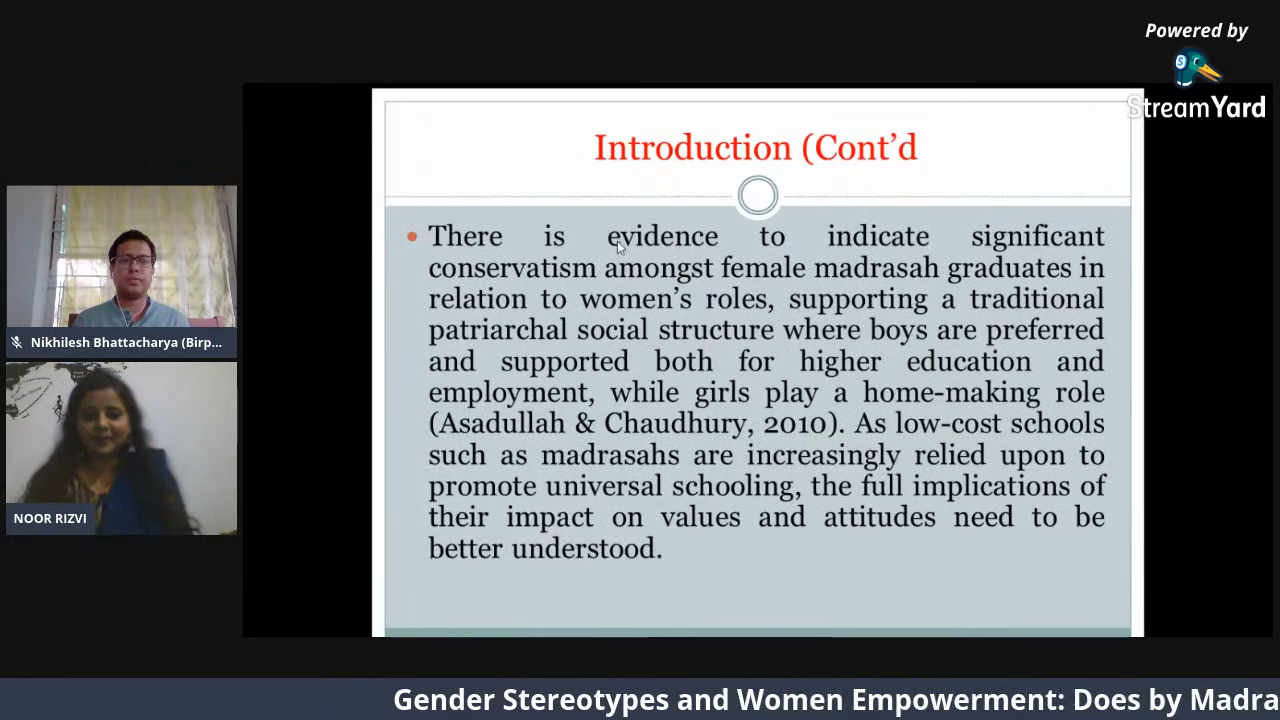 Powered by
StreamYard
Introduction (Cont’d
There is evidence to indicate significant
conservatism amongst female madrasah graduates in
relation to women’s roles, supporting a traditional
patriarchal social structure where boys are preferred
and supported both for higher education and
employment, while girls play a home-making role
(Asadullah & Chaudhury, 2010). As low-cost schools
such as madrasahs are increasingly relied upon to
promote universal schooling, the full implications of
their impact on values and attitudes need to be
better understood.
Nikhilesh Bhattacharya (Birp...
NOOR RIZVI
Gender Stereotypes and Women Empowerment: Does by Madra